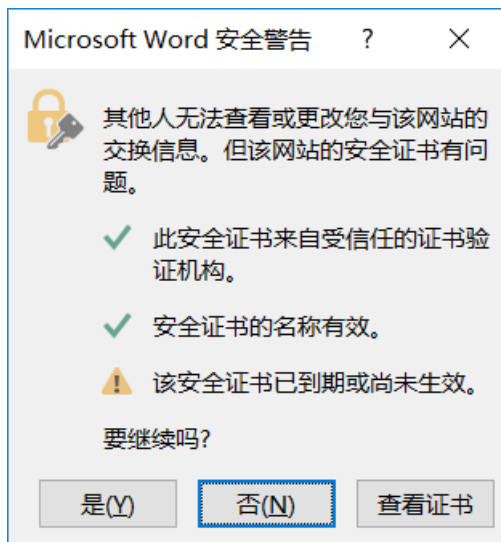 Microsoft Word 安全警告 ?
其他人无法查看或更改您与该网站的
交换信息。但该网站的安全证书有问
题。
此安全证书来自受信任的证书验
证机构。
安全证书的名称有效。
该安全证书已到期或尚未生效。
要继续吗?
是(Y) 否(N) 查看证书